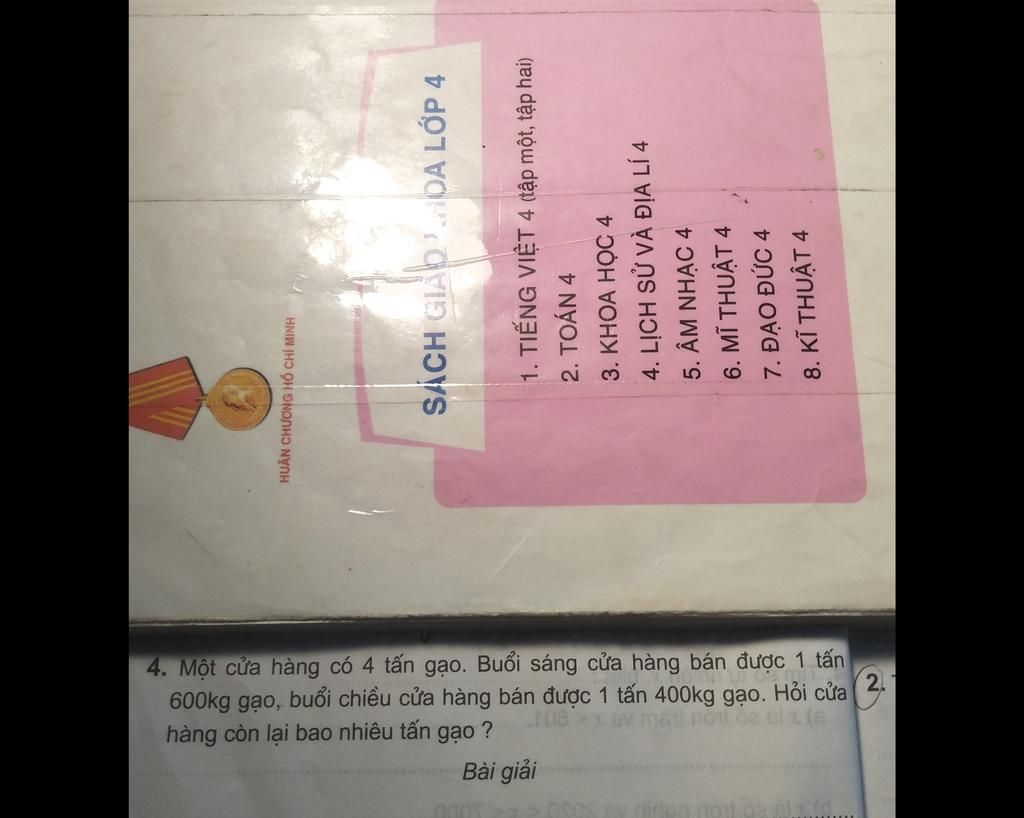 HUÂN CHƯƠNG HỒ CHÍ MINH
SÁCH GIÁO KHOA LỚP 4
1. TIẾNG VIỆT 4 (tập một, tập hai)
2. TOÁN 4
3. KHOA HỌC 4
4. LỊCH SỬ VÀ ĐỊA LÍ 4
5. ÂM NHẠC 4
6. MĨ THUẬT 4
7. ĐẠO ĐỨC 4
8. KĨ THUẬT 4
4. Một cửa hàng có 4 tấn gạo. Buổi sáng cửa hàng bán được 1 tấn
600kg gạo, buổi chiều cửa hàng bán được 1 tấn 400kg gạo. Hỏi cửa
hàng còn lại bao nhiêu tấn gạo ?
Bài giải
2.